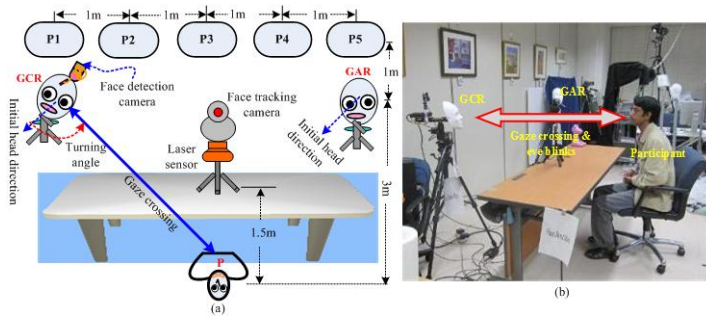 1m
1m
1m
1m
P1
P2
P3
P4
P5
1m
GCR
GAR
Face detection
camera
Initial head direction
Turning
angle
Face tracking
camera
Laser
sensor
Initial head
direction
Gaze crossing
1.5m
3m
P
(a)
GCR
GAR
Gaze crossing &
eye blinks
Participant
(b)